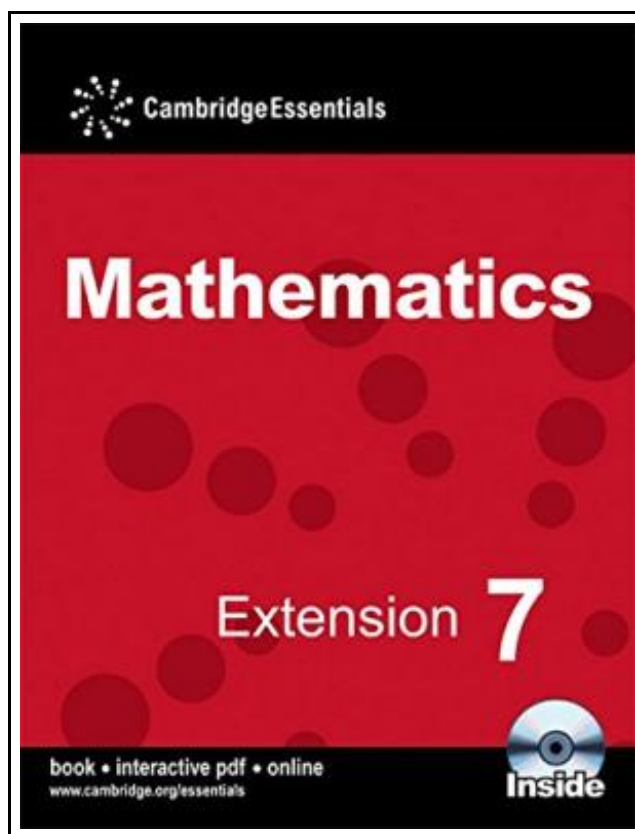 CambridgeEssentials
Mathematics
Extension 7
book • interactive pdf • online
www.cambridge.org/essentials
Inside